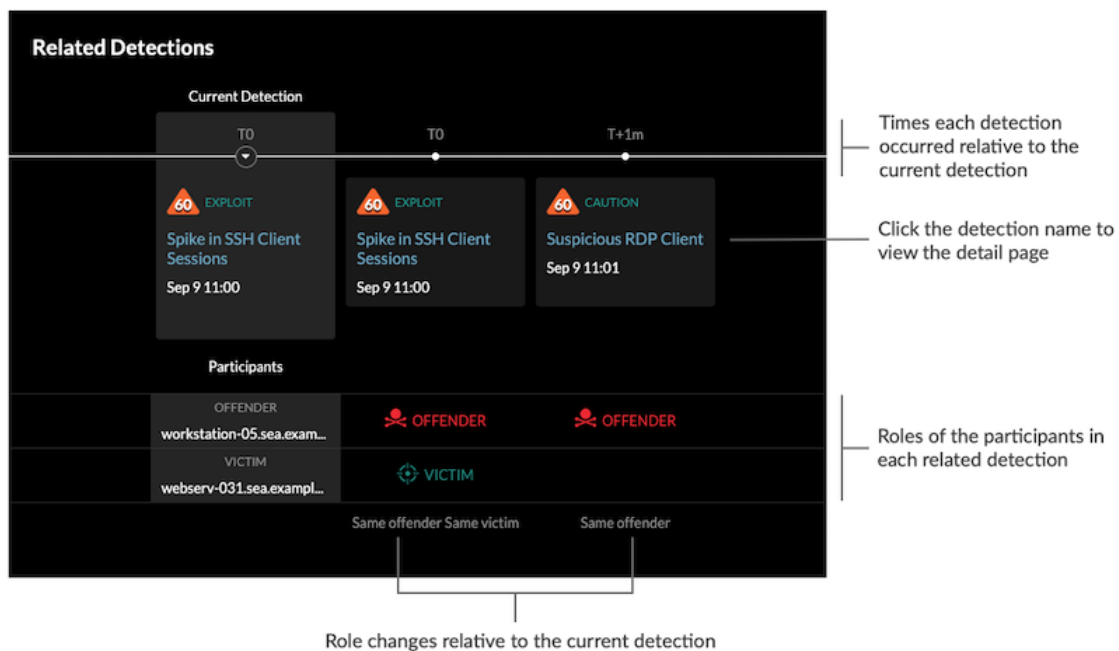 Related Detections
Current Detection
T0
T0
T+1m
Times each detection
occurred relative to the
current detection
60 EXPLOIT
Spike in SSH Client
Sessions
Sep 9 11:00
60 EXPLOIT
Spike in SSH Client
Sessions
Sep 9 11:00
60 CAUTION
Suspicious RDP Client
Sep 9 11:01
Click the detection name to
view the detail page
Participants
OFFENDER
workstation-05.sea.exam...
OFFENDER
OFFENDER
VICTIM
webserv-031.sea.exampl...
VICTIM
Roles of the participants in
each related detection
Same offender Same victim
Same offender
Role changes relative to the current detection